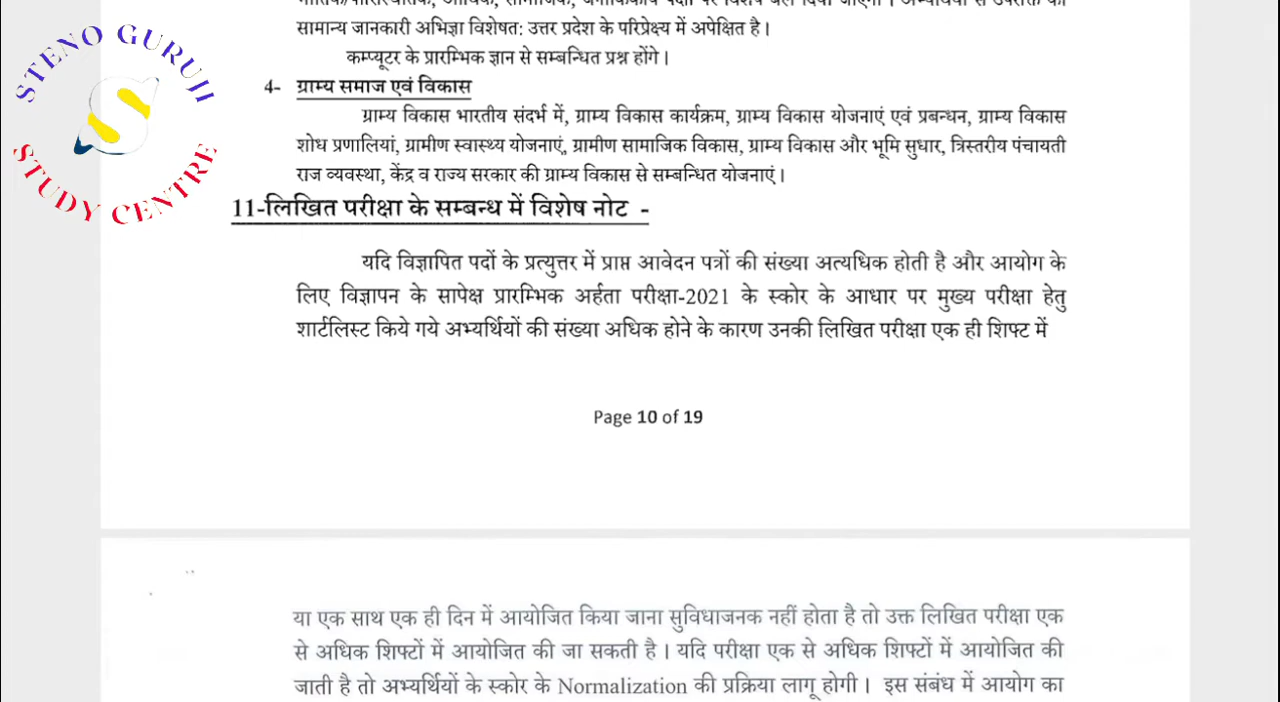 STENO GURUJI
STUDY CENTRE
सामान्य जानकारी अभिज्ञा विशेषत: उत्तर प्रदेश के परिप्रेक्ष्य में अपेक्षित है।
कम्प्यूटर के प्रारम्भिक ज्ञान से सम्बन्धित प्रश्न होंगे।
4- ग्राम्य समाज एवं विकास
ग्राम्य विकास भारतीय संदर्भ में, ग्राम्य विकास कार्यक्रम, ग्राम्य विकास योजनाएं एवं प्रबन्धन, ग्राम्य विकास
शोध प्रणालियां, ग्रामीण स्वास्थ्य योजनाएं, ग्रामीण सामाजिक विकास, ग्राम्य विकास और भूमि सुधार, त्रिस्तरीय पंचायती
राज व्यवस्था, केंद्र व राज्य सरकार की ग्राम्य विकास से सम्बन्धित योजनाएं।
11-लिखित परीक्षा के सम्बन्ध में विशेष नोट -
यदि विज्ञापित पदों के प्रत्युत्तर में प्राप्त आवेदन पत्रों की संख्या अत्यधिक होती है और आयोग के
लिए विज्ञापन के सापेक्ष प्रारम्भिक अर्हता परीक्षा-2021 के स्कोर के आधार पर मुख्य परीक्षा हेतु
शार्टलिस्ट किये गये अभ्यर्थियों की संख्या अधिक होने के कारण उनकी लिखित परीक्षा एक ही शिफ्ट में
Page 10 of 19
या एक साथ एक ही दिन में आयोजित किया जाना सुविधाजनक नहीं होता है तो उक्त लिखित परीक्षा एक
से अधिक शिफ्टों में आयोजित की जा सकती है। यदि परीक्षा एक से अधिक शिफ्टों में आयोजित की
जाती है तो अभ्यर्थियों के स्कोर के Normalization की प्रक्रिया लागू होगी। इस संबंध में आयोग का